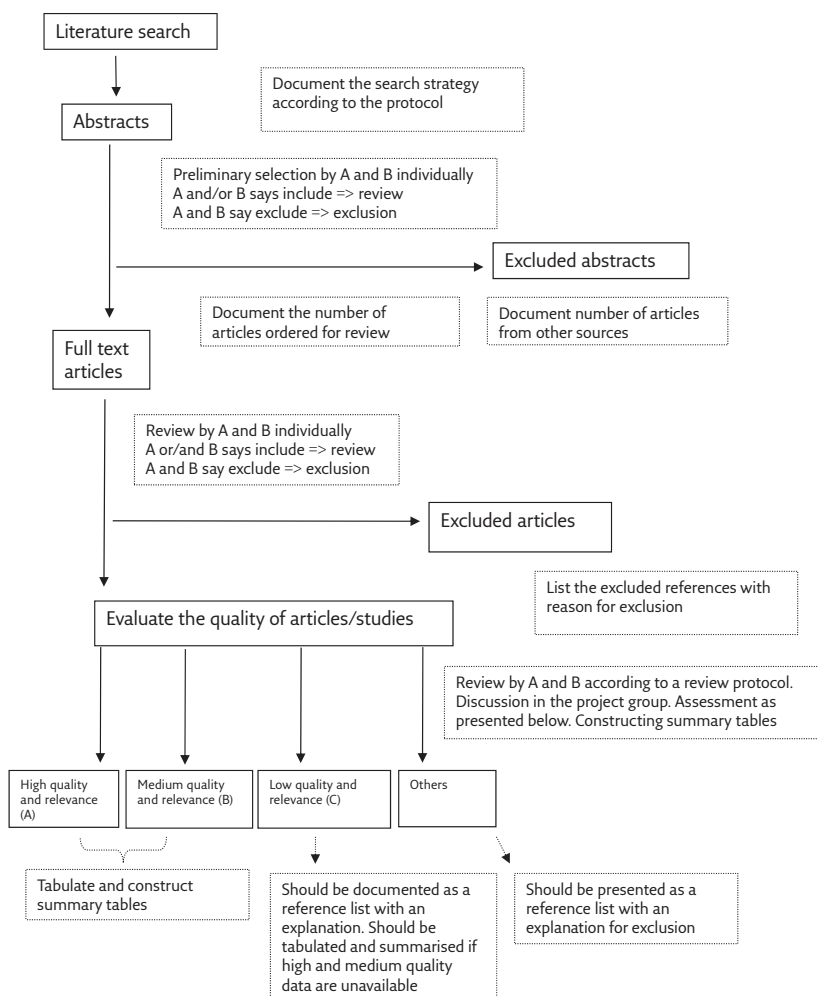 Literature search
Document the search strategy
according to the protocol
Abstracts
Preliminary selection by A and B individually
A and/or B says include => review
A and B say exclude => exclusion
Excluded abstracts
Document the number of
articles ordered for review
Document number of articles
from other sources
Full text
articles
Review by A and B individually
A or/and B says include => review
A and B say exclude => exclusion
Excluded articles
List the excluded references with
reason for exclusion
Evaluate the quality of articles/studies
Review by A and B according to a review protocol.
Discussion in the project group. Assessment as
presented below. Constructing summary tables
High quality
and relevance
(A)
Medium quality
and relevance (B)
Low quality and
relevance (C)
Others
Tabulate and construct
summary tables
Should be documented as a
reference list with an
explanation. Should be
tabulated and summarised if
high and medium quality
data are unavailable
Should be presented as a
reference list with an
explanation for exclusion